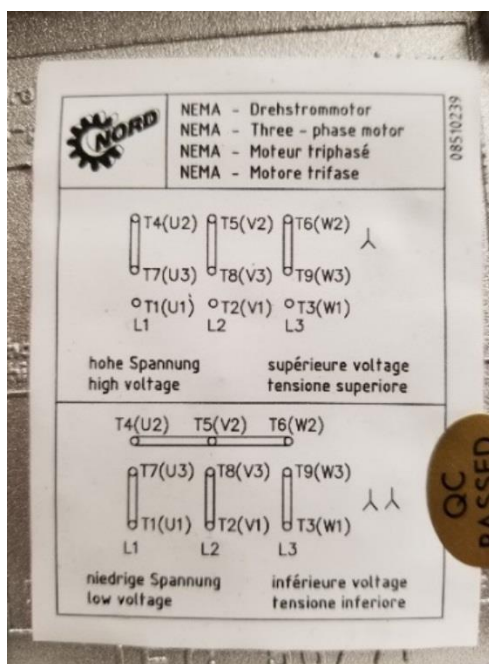 NORD
NEMA - Drehstrommotor
NEMA - Three - phase motor
NEMA - Moteur triphasé
NEMA - Motore trifase
08510239
T4(U2) T5(V2) T6(W2)
T7(U3) T8(V3) T9(W3)
T1(U1) T2(V1) T3(W1)
L1 L2 L3
hohe Spannung supérieure voltage
high voltage tensione superiore
T4(U2) T5(V2) T6(W2)
T7(U3) T8(V3) T9(W3)
T1(U1) T2(V1) T3(W1)
L1 L2 L3
niedrige Spannung inférieure voltage
low voltage tensione inferiore
QC
PASSED